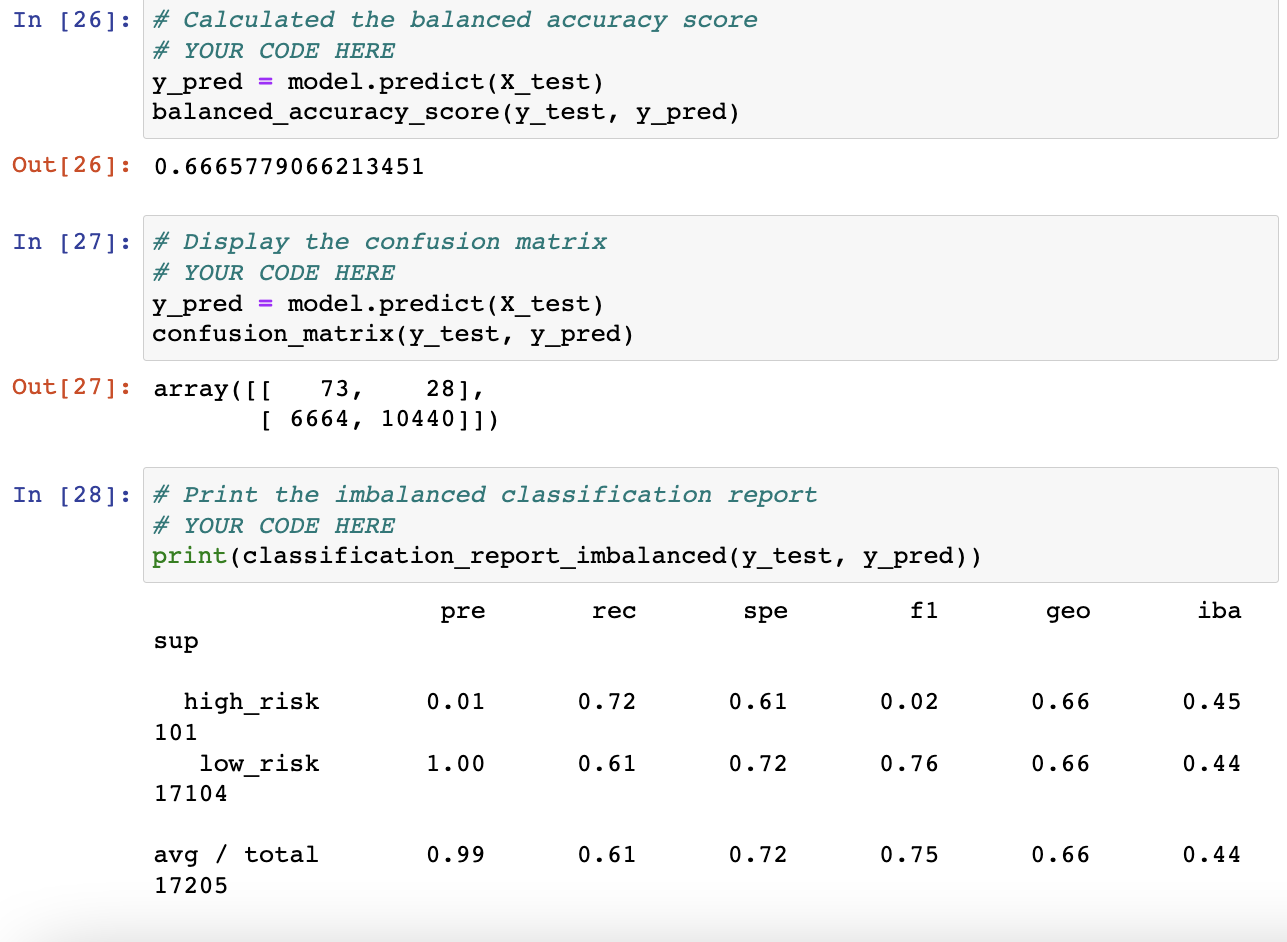 In [26]: # Calculated the balanced accuracy score
# YOUR CODE HERE
y_pred = model.predict(X_test)
balanced_accuracy_score(y_test, y_pred)
Out[26]: 0.6665779066213451
In [27]: # Display the confusion matrix
# YOUR CODE HERE
y_pred = model.predict(X_test)
confusion_matrix(y_test, y_pred)
Out[27]: array([[   73,    28],
       [ 6664, 10440]])
In [28]: # Print the imbalanced classification report
# YOUR CODE HERE
print(classification_report_imbalanced(y_test, y_pred))
                   pre       rec       spe        f1       geo       iba
sup
  high_risk       0.01      0.72      0.61      0.02      0.66      0.45
101
   low_risk       1.00      0.61      0.72      0.76      0.66      0.44
17104
avg / total       0.99      0.61      0.72      0.75      0.66      0.44
17205